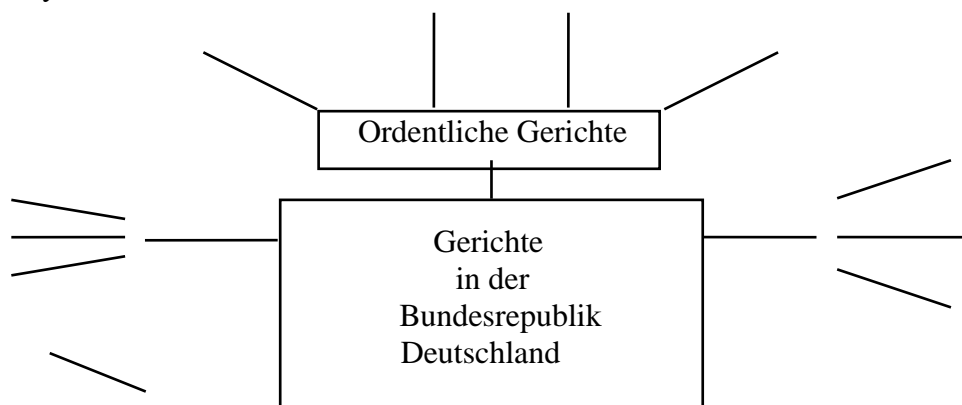 Ordentliche Gerichte
Gerichte
in der
Bundesrepublik
Deutschland